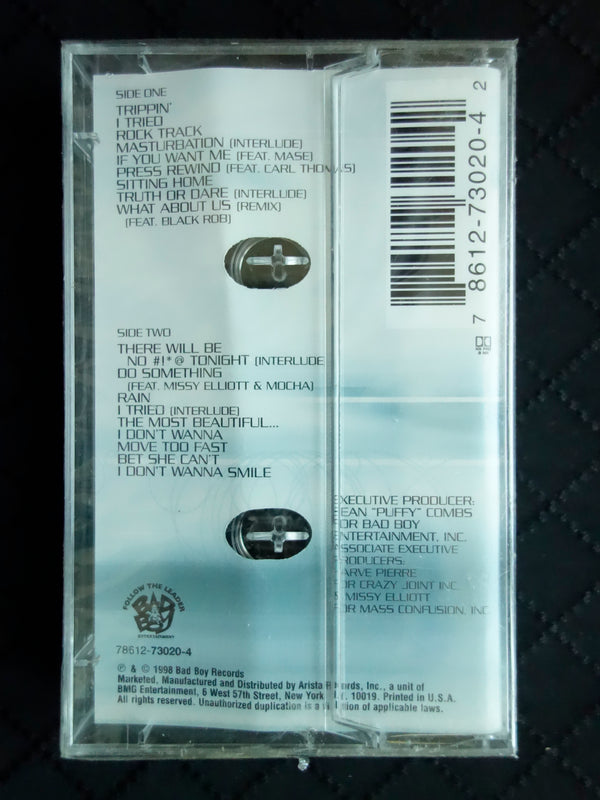 SIDE ONE
TRIPPIN'
I TRIED
ROCK TRACK
MASTURBATION (INTERLUDE)
IF YOU WANT ME (FEAT. MASE)
PRESS REWIND (FEAT. CARL THOMAS)
SITTING HOME
TRUTH OR DARE (INTERLUDE)
WHAT ABOUT US (REMIX)
(FEAT. BLACK ROB)
SIDE TWO
THERE WILL BE
NO #!*@ TONIGHT (INTERLUDE
DO SOMETHING
(FEAT. MISSY ELLIOTT & MOCHA)
RAIN
I TRIED (INTERLUDE)
THE MOST BEAUTIFUL...
I DON'T WANNA
MOVE TOO FAST
BET SHE CAN'T
I DON'T WANNA SMILE
FOLLOW THE LEADER
BAD BOY
ENTERTAINMENT
78612-73020-4
℗ & © 1998 Bad Boy Records
Marketed, Manufactured and Distributed by Arista Records, Inc., a unit of
BMG Entertainment, 6 West 57th Street, New York N.Y. 10019. Printed in U.S.A.
All rights reserved. Unauthorized duplication is a violation of applicable laws.
7 8612-73020-4 2
EXECUTIVE PRODUCER:
SEAN "PUFFY" COMBS
FOR BAD BOY
ENTERTAINMENT, INC.
ASSOCIATE EXECUTIVE
PRODUCERS:
HARVE PIERRE
FOR CRAZY JOINT INC.
& MISSY ELLIOTT
FOR MASS CONFUSION, INC.